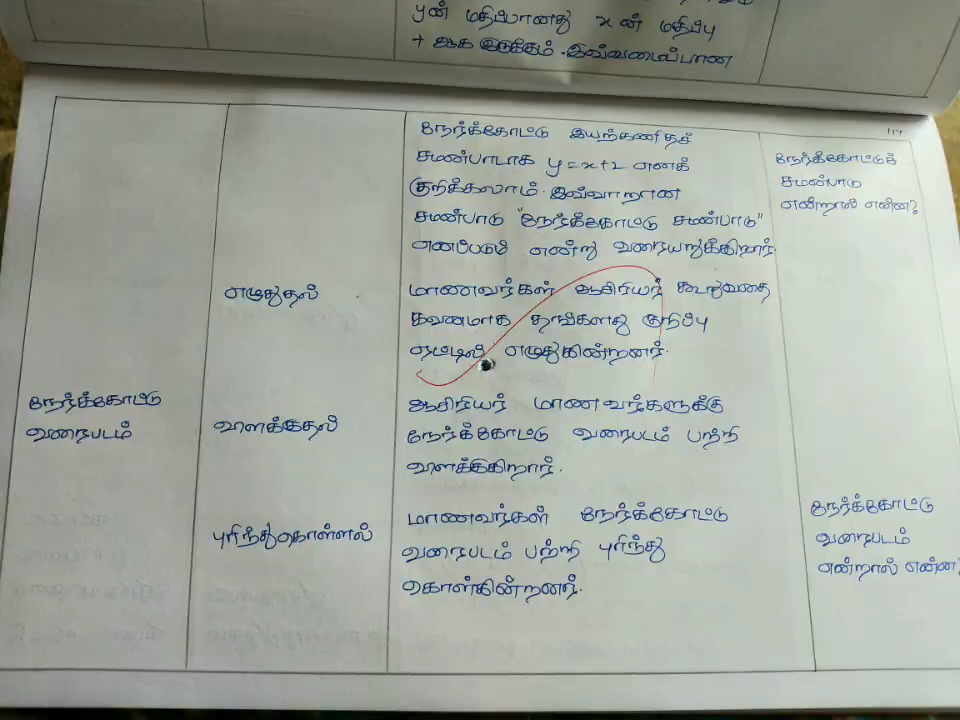 yன் மதிப்பானது x ன் மதிப்பு
+ ஆக இருக்கும். இவ்வமைப்பான
117
நேர்க்கோட்டு இயற்கணிதச்
சமன்பாடாக y = x+2 எனக்
குறிக்கலாம். இவ்வாறான
சமன்பாடு "நேர்க்கோட்டு சமன்பாடு"
எனப்படும் என்று வரையறுக்கிறார்.
நேர்க்கோட்டுச்
சமன்பாடு
என்றால் என்ன?
எழுதுதல்
மாணவர்கள் ஆசிரியர் கூறுவதை
கவனமாக தங்களது குறிப்பு
ஏட்டில் எழுதுகின்றனர்.
நேர்க்கோட்டு
வரைபடம்
விளக்குதல்
ஆசிரியர் மாணவர்களுக்கு
நேர்க்கோட்டு வரைபடம் பற்றி
விளக்கிகிறார்.
புரிந்துகொள்ளல்
மாணவர்கள் நேர்க்கோட்டு
வரைபடம் பற்றி புரிந்து
கொள்கின்றனர்.
நேர்க்கோட்டு
வரைபடம்
என்றால் என்ன?